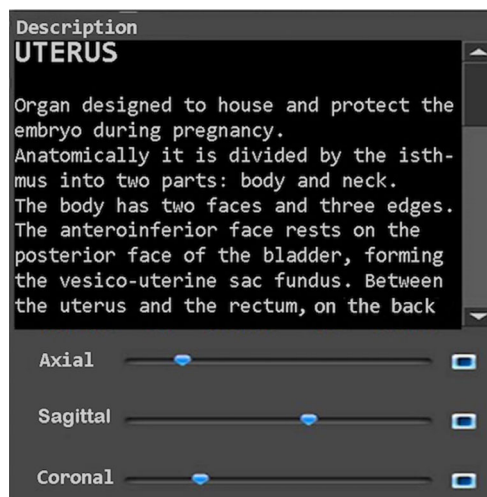 Description
UTERUS
Organ designed to house and protect the
embryo during pregnancy.
Anatomically it is divided by the isth-
mus into two parts: body and neck.
The body has two faces and three edges.
The anteroinferior face rests on the
posterior face of the bladder, forming
the vesico-uterine sac fundus. Between
the uterus and the rectum, on the back
Axial
Sagittal
Coronal